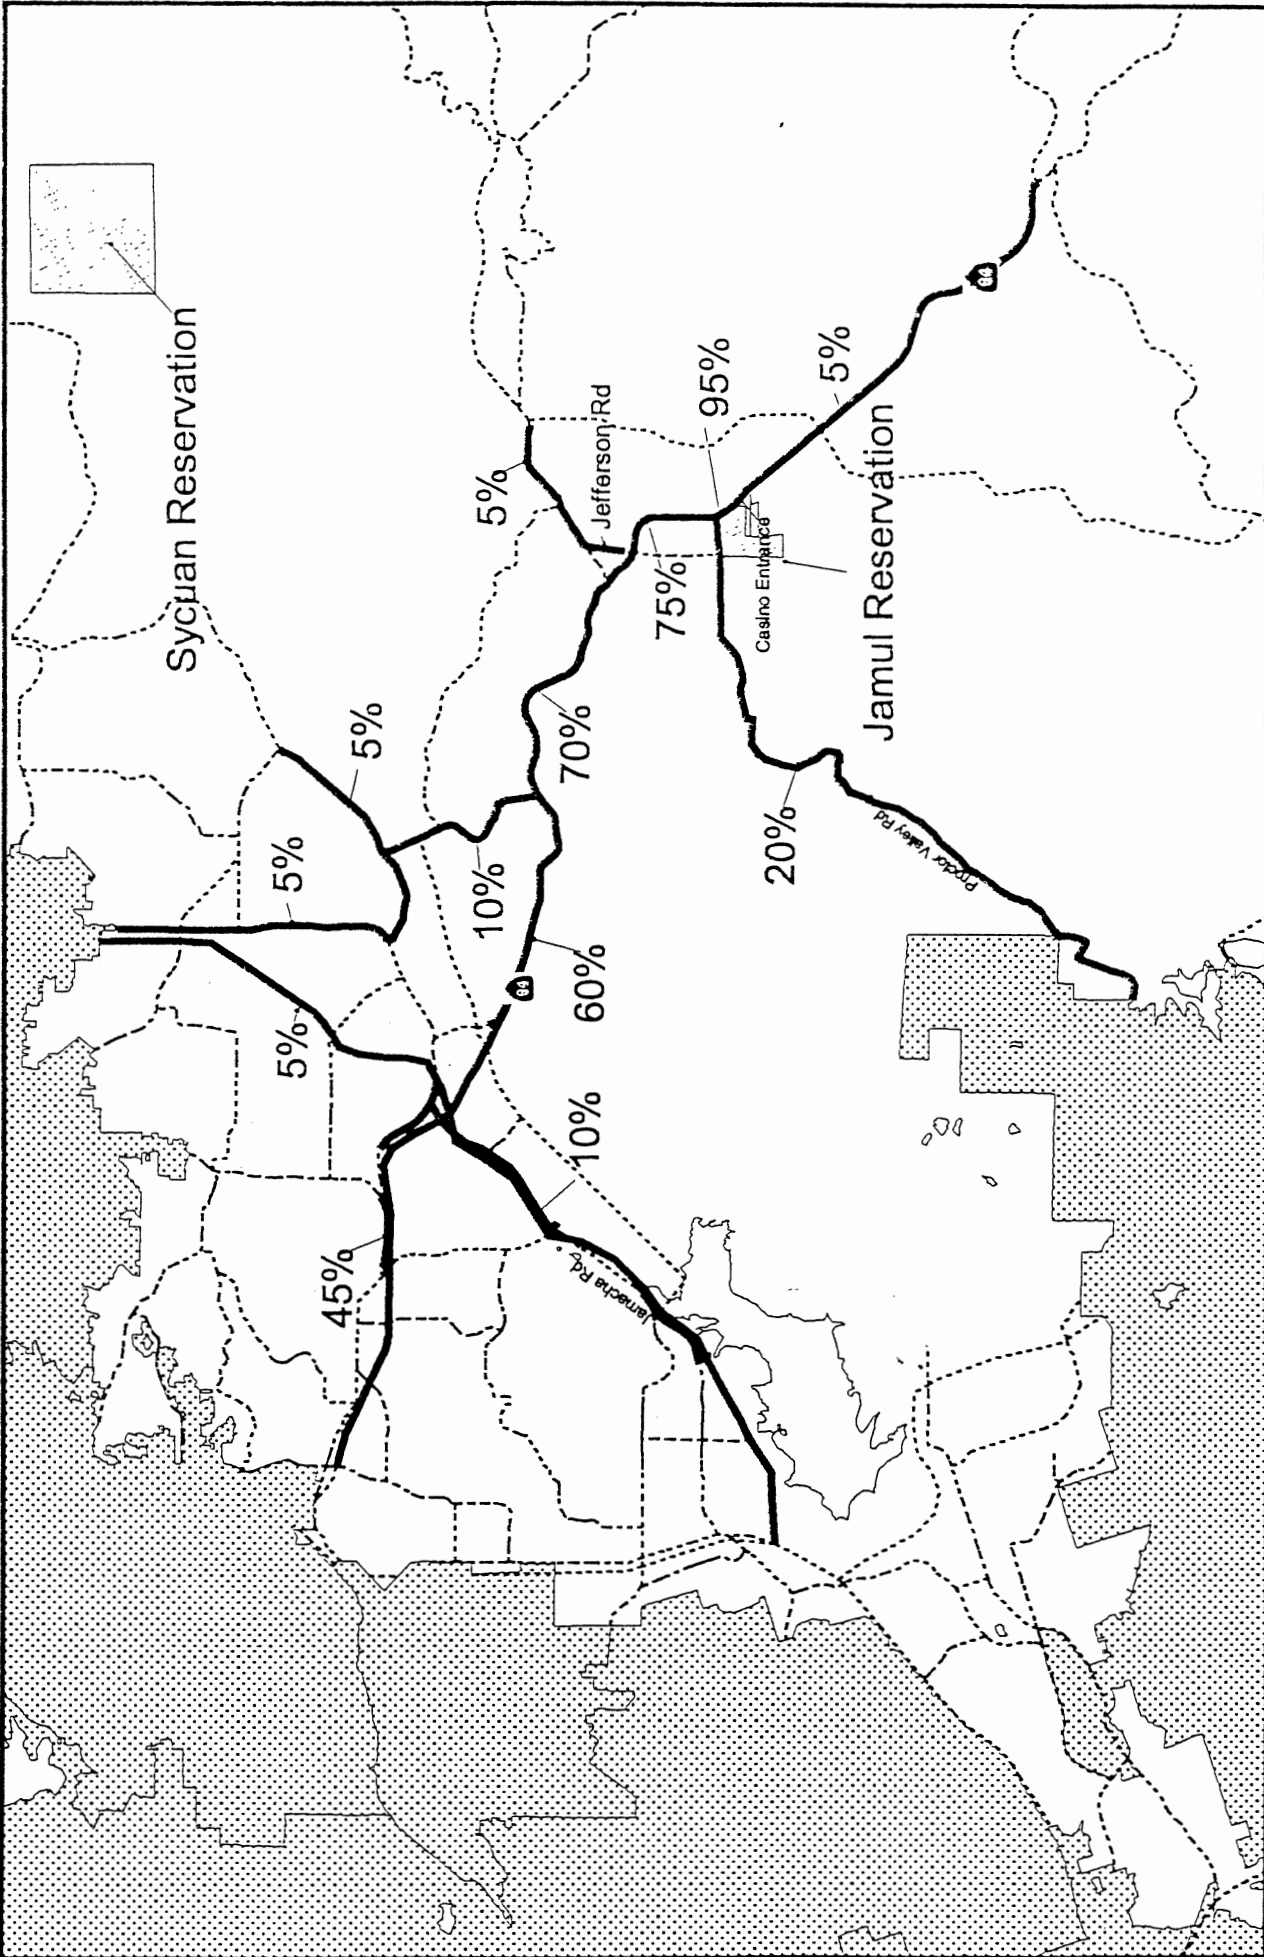 Sycuan Reservation
5%
5%
45%
5%
5%
10%
94
70%
10%
60%
Jefferson Rd
Jamacha Rd
75%
95%
Casino Entrance
20%
5%
Jamul Reservation
Proctor Valley Rd
94